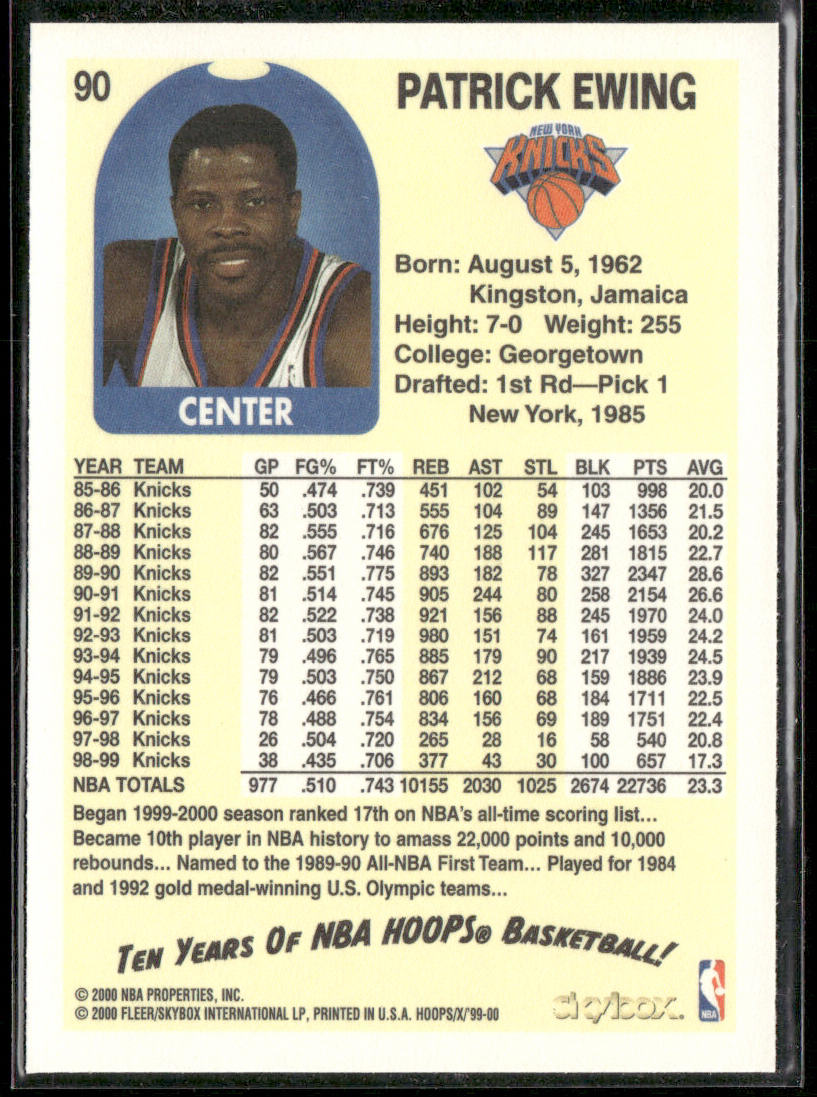 90
PATRICK EWING
NEW YORK
KNICKS
Born: August 5, 1962
Kingston, Jamaica
Height: 7-0 Weight: 255
College: Georgetown
Drafted: 1st Rd—Pick 1
New York, 1985
CENTER
YEAR TEAM GP FG% FT% REB AST STL BLK PTS AVG
85-86 Knicks 50 .474 .739 451 102 54 103 998 20.0
86-87 Knicks 63 .503 .713 555 104 89 147 1356 21.5
87-88 Knicks 82 .555 .716 676 125 104 245 1653 20.2
88-89 Knicks 80 .567 .746 740 188 117 281 1815 22.7
89-90 Knicks 82 .551 .775 893 182 78 327 2347 28.6
90-91 Knicks 81 .514 .745 905 244 80 258 2154 26.6
91-92 Knicks 82 .522 .738 921 156 88 245 1970 24.0
92-93 Knicks 81 .503 .719 980 151 74 161 1959 24.2
93-94 Knicks 79 .496 .765 885 179 90 217 1939 24.5
94-95 Knicks 79 .503 .750 867 212 68 159 1886 23.9
95-96 Knicks 76 .466 .761 806 160 68 184 1711 22.5
96-97 Knicks 78 .488 .754 834 156 69 189 1751 22.4
97-98 Knicks 26 .504 .720 265 28 16 58 540 20.8
98-99 Knicks 38 .435 .706 377 43 30 100 657 17.3
NBA TOTALS 977 .510 .743 10155 2030 1025 2674 22736 23.3
Began 1999-2000 season ranked 17th on NBA's all-time scoring list...
Became 10th player in NBA history to amass 22,000 points and 10,000
rebounds... Named to the 1989-90 All-NBA First Team... Played for 1984
and 1992 gold medal-winning U.S. Olympic teams...
TEN YEARS OF NBA HOOPS® BASKETBALL!
© 2000 NBA PROPERTIES, INC.
© 2000 FLEER/SKYBOX INTERNATIONAL LP, PRINTED IN U.S.A. HOOPS/X/'99-00
skybox.
NBA